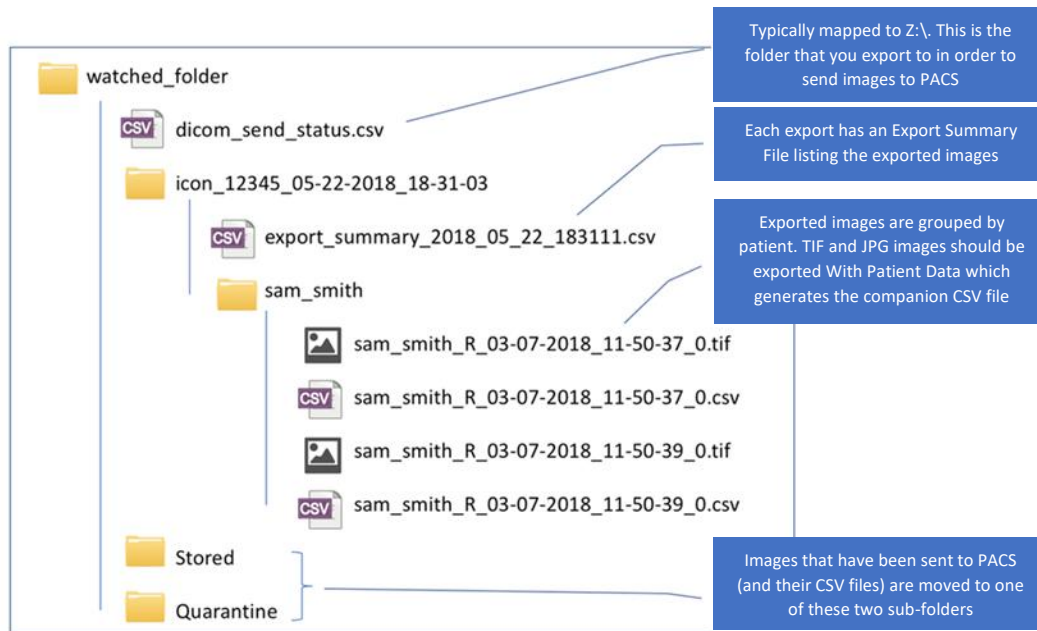 Typically mapped to Z:\. This is the
folder that you export to in order to
send images to PACS
watched_folder
CSV
dicom_send_status.csv
Each export has an Export Summary
File listing the exported images
icon_12345_05-22-2018_18-31-03
CSV
export_summary_2018_05_22_183111.csv
Exported images are grouped by
patient. TIF and JPG images should be
exported With Patient Data which
generates the companion CSV file
sam_smith
sam_smith_R_03-07-2018_11-50-37_0.tif
CSV
sam_smith_R_03-07-2018_11-50-37_0.csv
sam_smith_R_03-07-2018_11-50-39_0.tif
CSV
sam_smith_R_03-07-2018_11-50-39_0.csv
Stored
Quarantine
Images that have been sent to PACS
(and their CSV files) are moved to one
of these two sub-folders